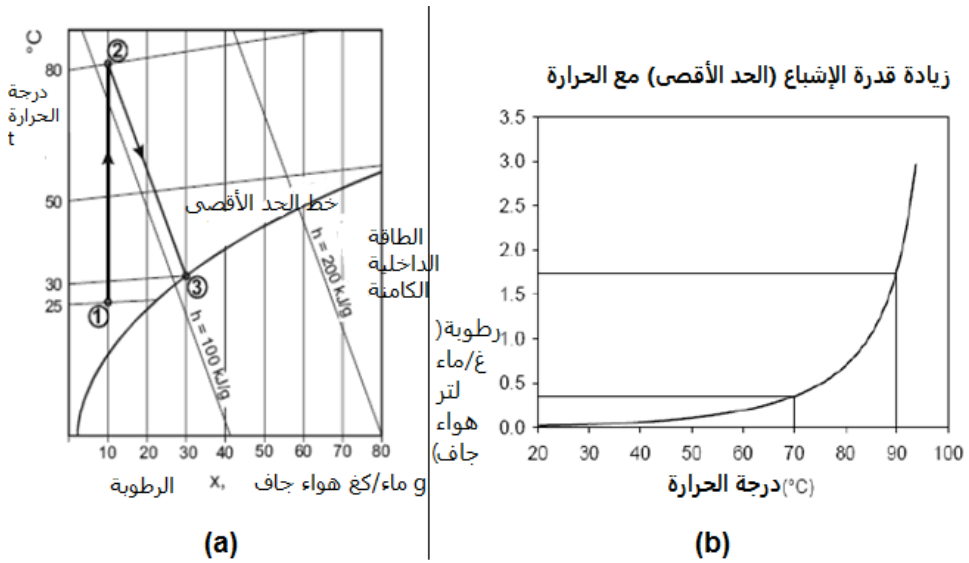 °C
80
50
30
25
درجة
الحرارة
t
②
①
③
خط الحد الأقصى
h = 100 kJ/g
h = 200 kJ/g
الطاقة
الداخلية
الكامنة
10
20
30
40
50
60
70
80
الرطوبة x, g ماء/كغ هواء جاف
(a)
زيادة قدرة الإشباع (الحد الأقصى) مع الحرارة
3.5
3.0
2.5
2.0
1.5
1.0
0.5
0.0
رطوبة(
غ/ماء
لتر
هواء
جاف)
20
30
40
50
60
70
80
90
100
درجة الحرارة(°C)
(b)